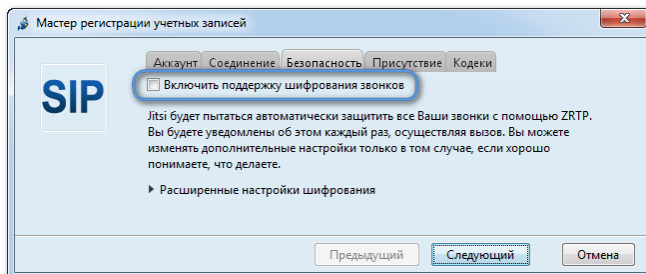 Мастер регистрации учетных записей
SIP
Аккаунт Соединение Безопасность Присутствие Кодеки
Включить поддержку шифрования звонков
Jitsi будет пытаться автоматически защитить все Ваши звонки с помощью ZRTP.
Вы будете уведомлены об этом каждый раз, осуществляя вызов. Вы можете
изменять дополнительные настройки только в том случае, если хорошо
понимаете, что делаете.
Расширенные настройки шифрования
Предыдущий Следующий Отмена